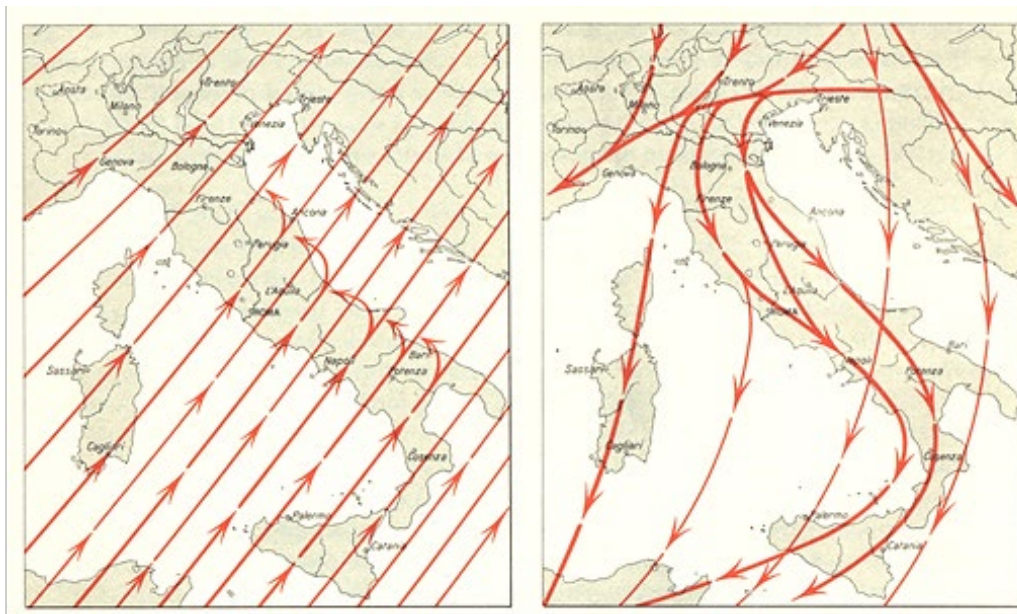 Aosta
Trento
Milano
Trieste
Venezia
Torino
Genova
Bologna
Firenze
Ancona
Perugia
L'Aquila
ROMA
Bari
Napoli
Potenza
Sassari
Cagliari
Cosenza
Palermo
Catania
Aosta
Trento
Milano
Trieste
Venezia
Torino
Genova
Bologna
Firenze
Ancona
Perugia
L'Aquila
ROMA
Bari
Napoli
Potenza
Sassari
Cagliari
Cosenza
Palermo
Catania